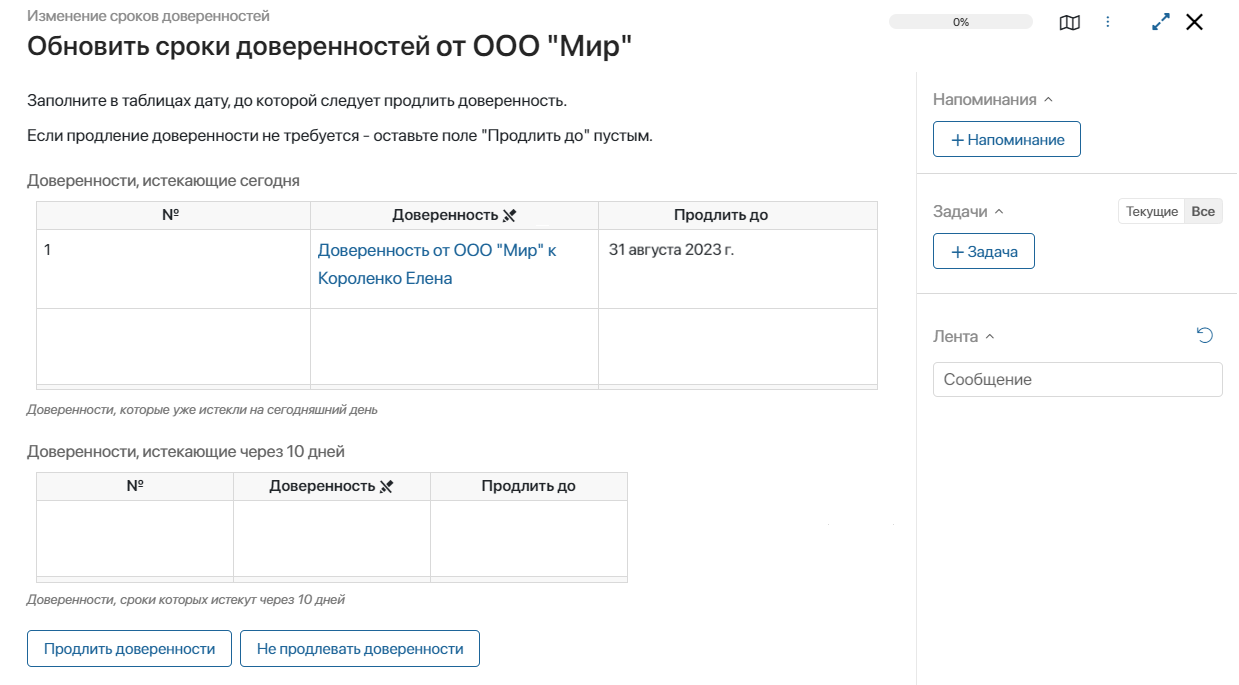 Изменение сроков доверенностей
Обновить сроки доверенностей от ООО "Мир"
0%
Заполните в таблицах дату, до которой следует продлить доверенность.
Если продление доверенности не требуется - оставьте поле "Продлить до" пустым.
Доверенности, истекающие сегодня
№ Доверенность Продлить до
1 Доверенность от ООО "Мир" к 31 августа 2023 г.
Короленко Елена
Доверенности, которые уже истекли на сегодняшний день
Доверенности, истекающие через 10 дней
№ Доверенность Продлить до
Доверенности, сроки которых истекут через 10 дней
Продлить доверенности Не продлевать доверенности
Напоминания
+ Напоминание
Задачи Текущие Все
+ Задача
Лента
Сообщение